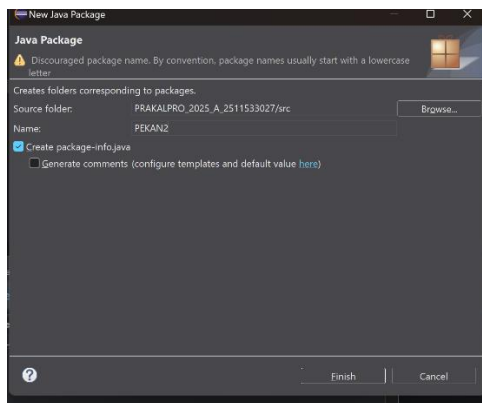 New Java Package
Java Package
Discouraged package name. By convention, package names usually start with a lowercase
letter
Creates folders corresponding to packages.
Source folder: PRAKALPRO_2025_A_2511533027/src Browse...
Name: PEKAN2
Create package-info.java
Generate comments (configure templates and default value here)
? Finish Cancel